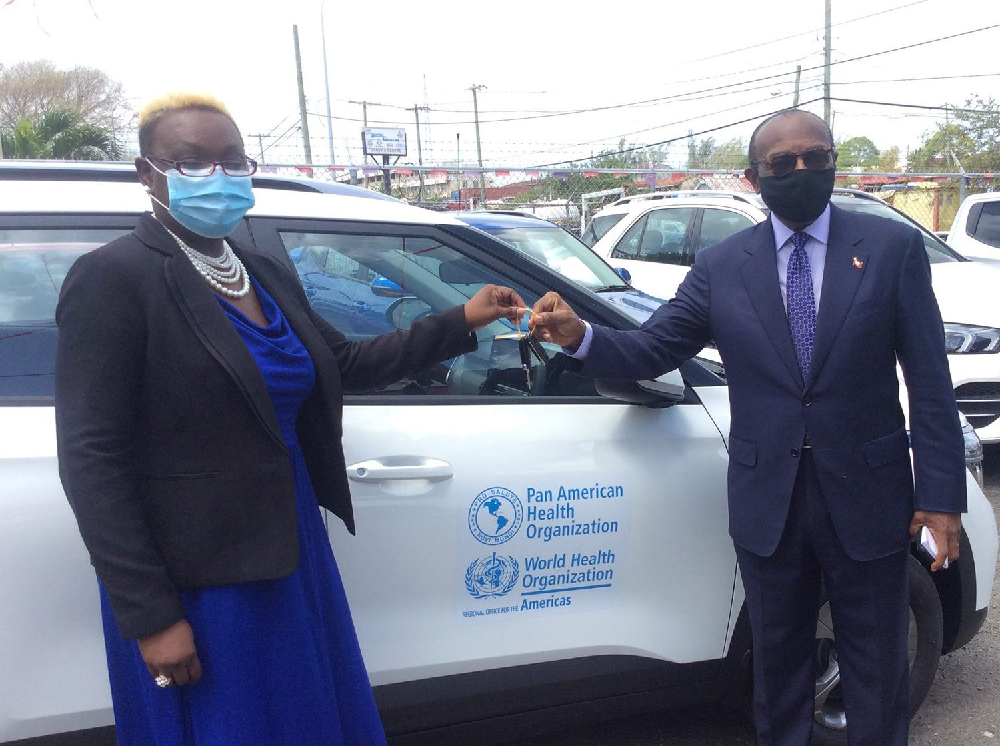 SERVICE CENTRE
PRO SALUTE
NOVI MUNDI
Pan American
Health
Organization
World Health
Organization
REGIONAL OFFICE FOR THE Americas